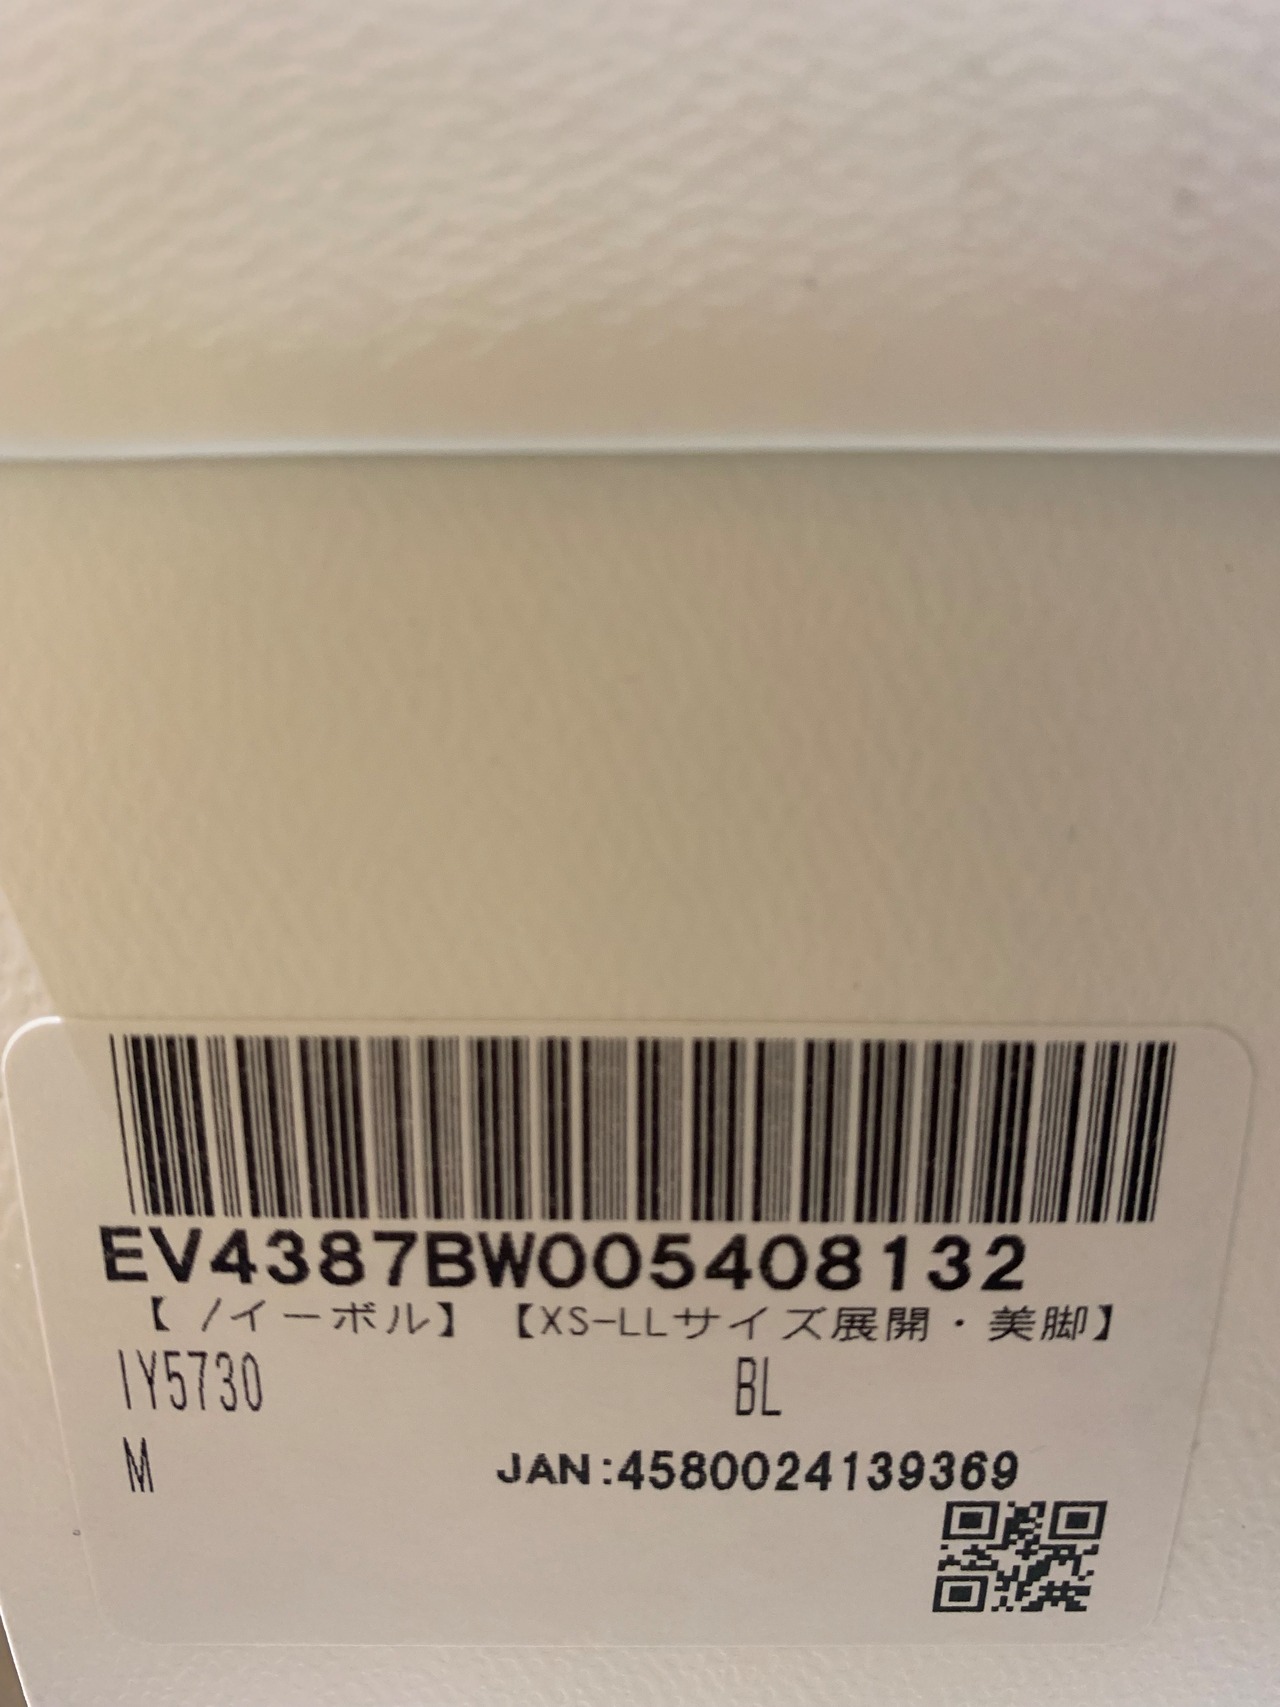 EV4387BW005408132
【 /イーボル】 【XS-LLサイズ展開・美脚】
IY5730 BL
M JAN:4580024139369